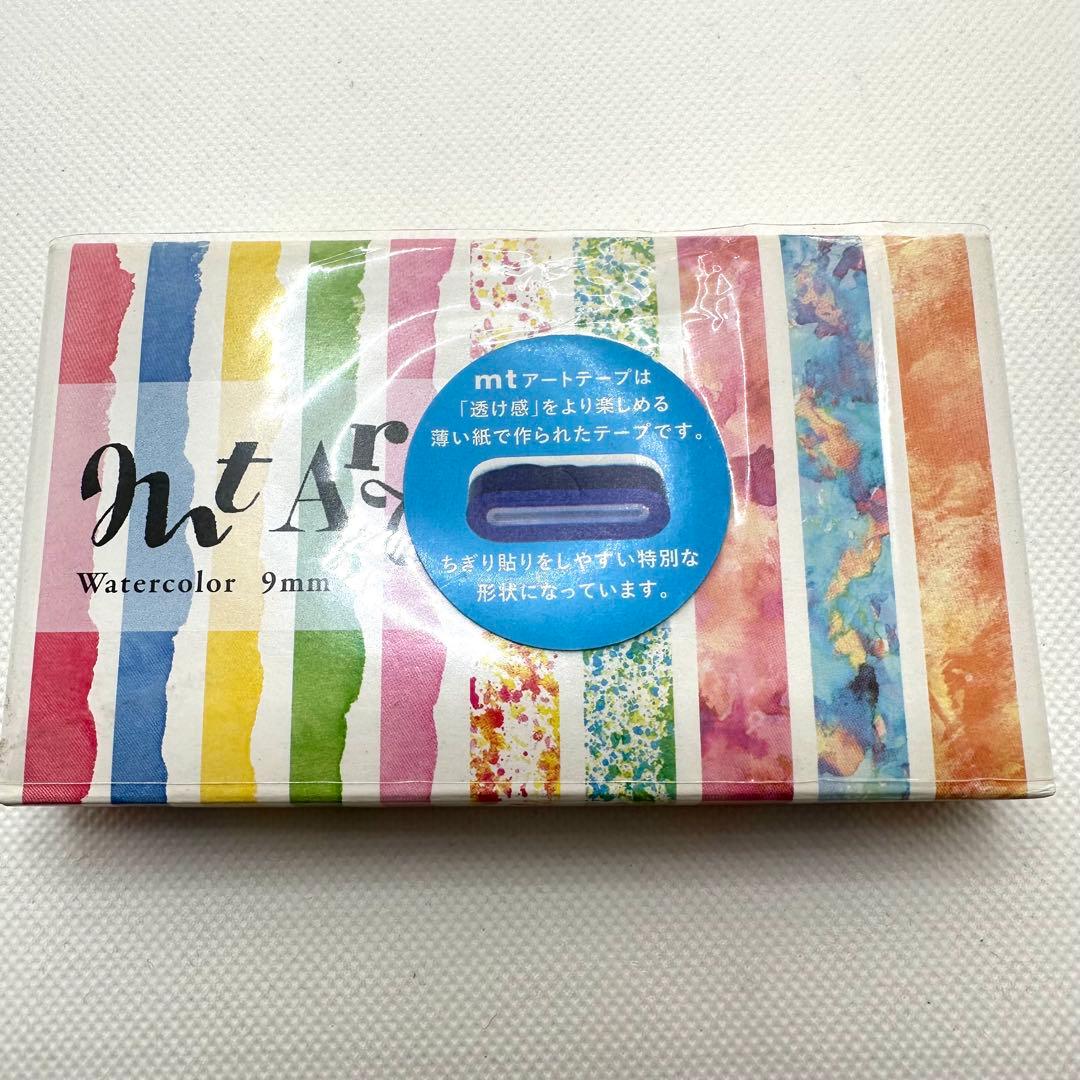 mt Ar
Watercolor 9mm
mtアートテープは
「透け感」をより楽しめる
薄い紙で作られたテープです。
ちぎり貼りをしやすい特別な
形状になっています。